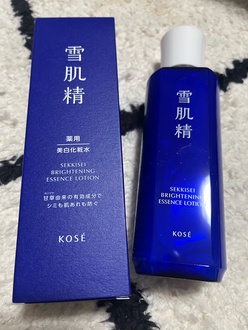 雪肌精
薬用
美白化粧水
SEKKISEI
BRIGHTENING
ESSENCE LOTION
甘草由来の有効成分で
シミも肌あれも防ぐ
KOSÉ
雪肌精
SEKKISEI
BRIGHTENING
ESSENCE LOTION
KOSÉ